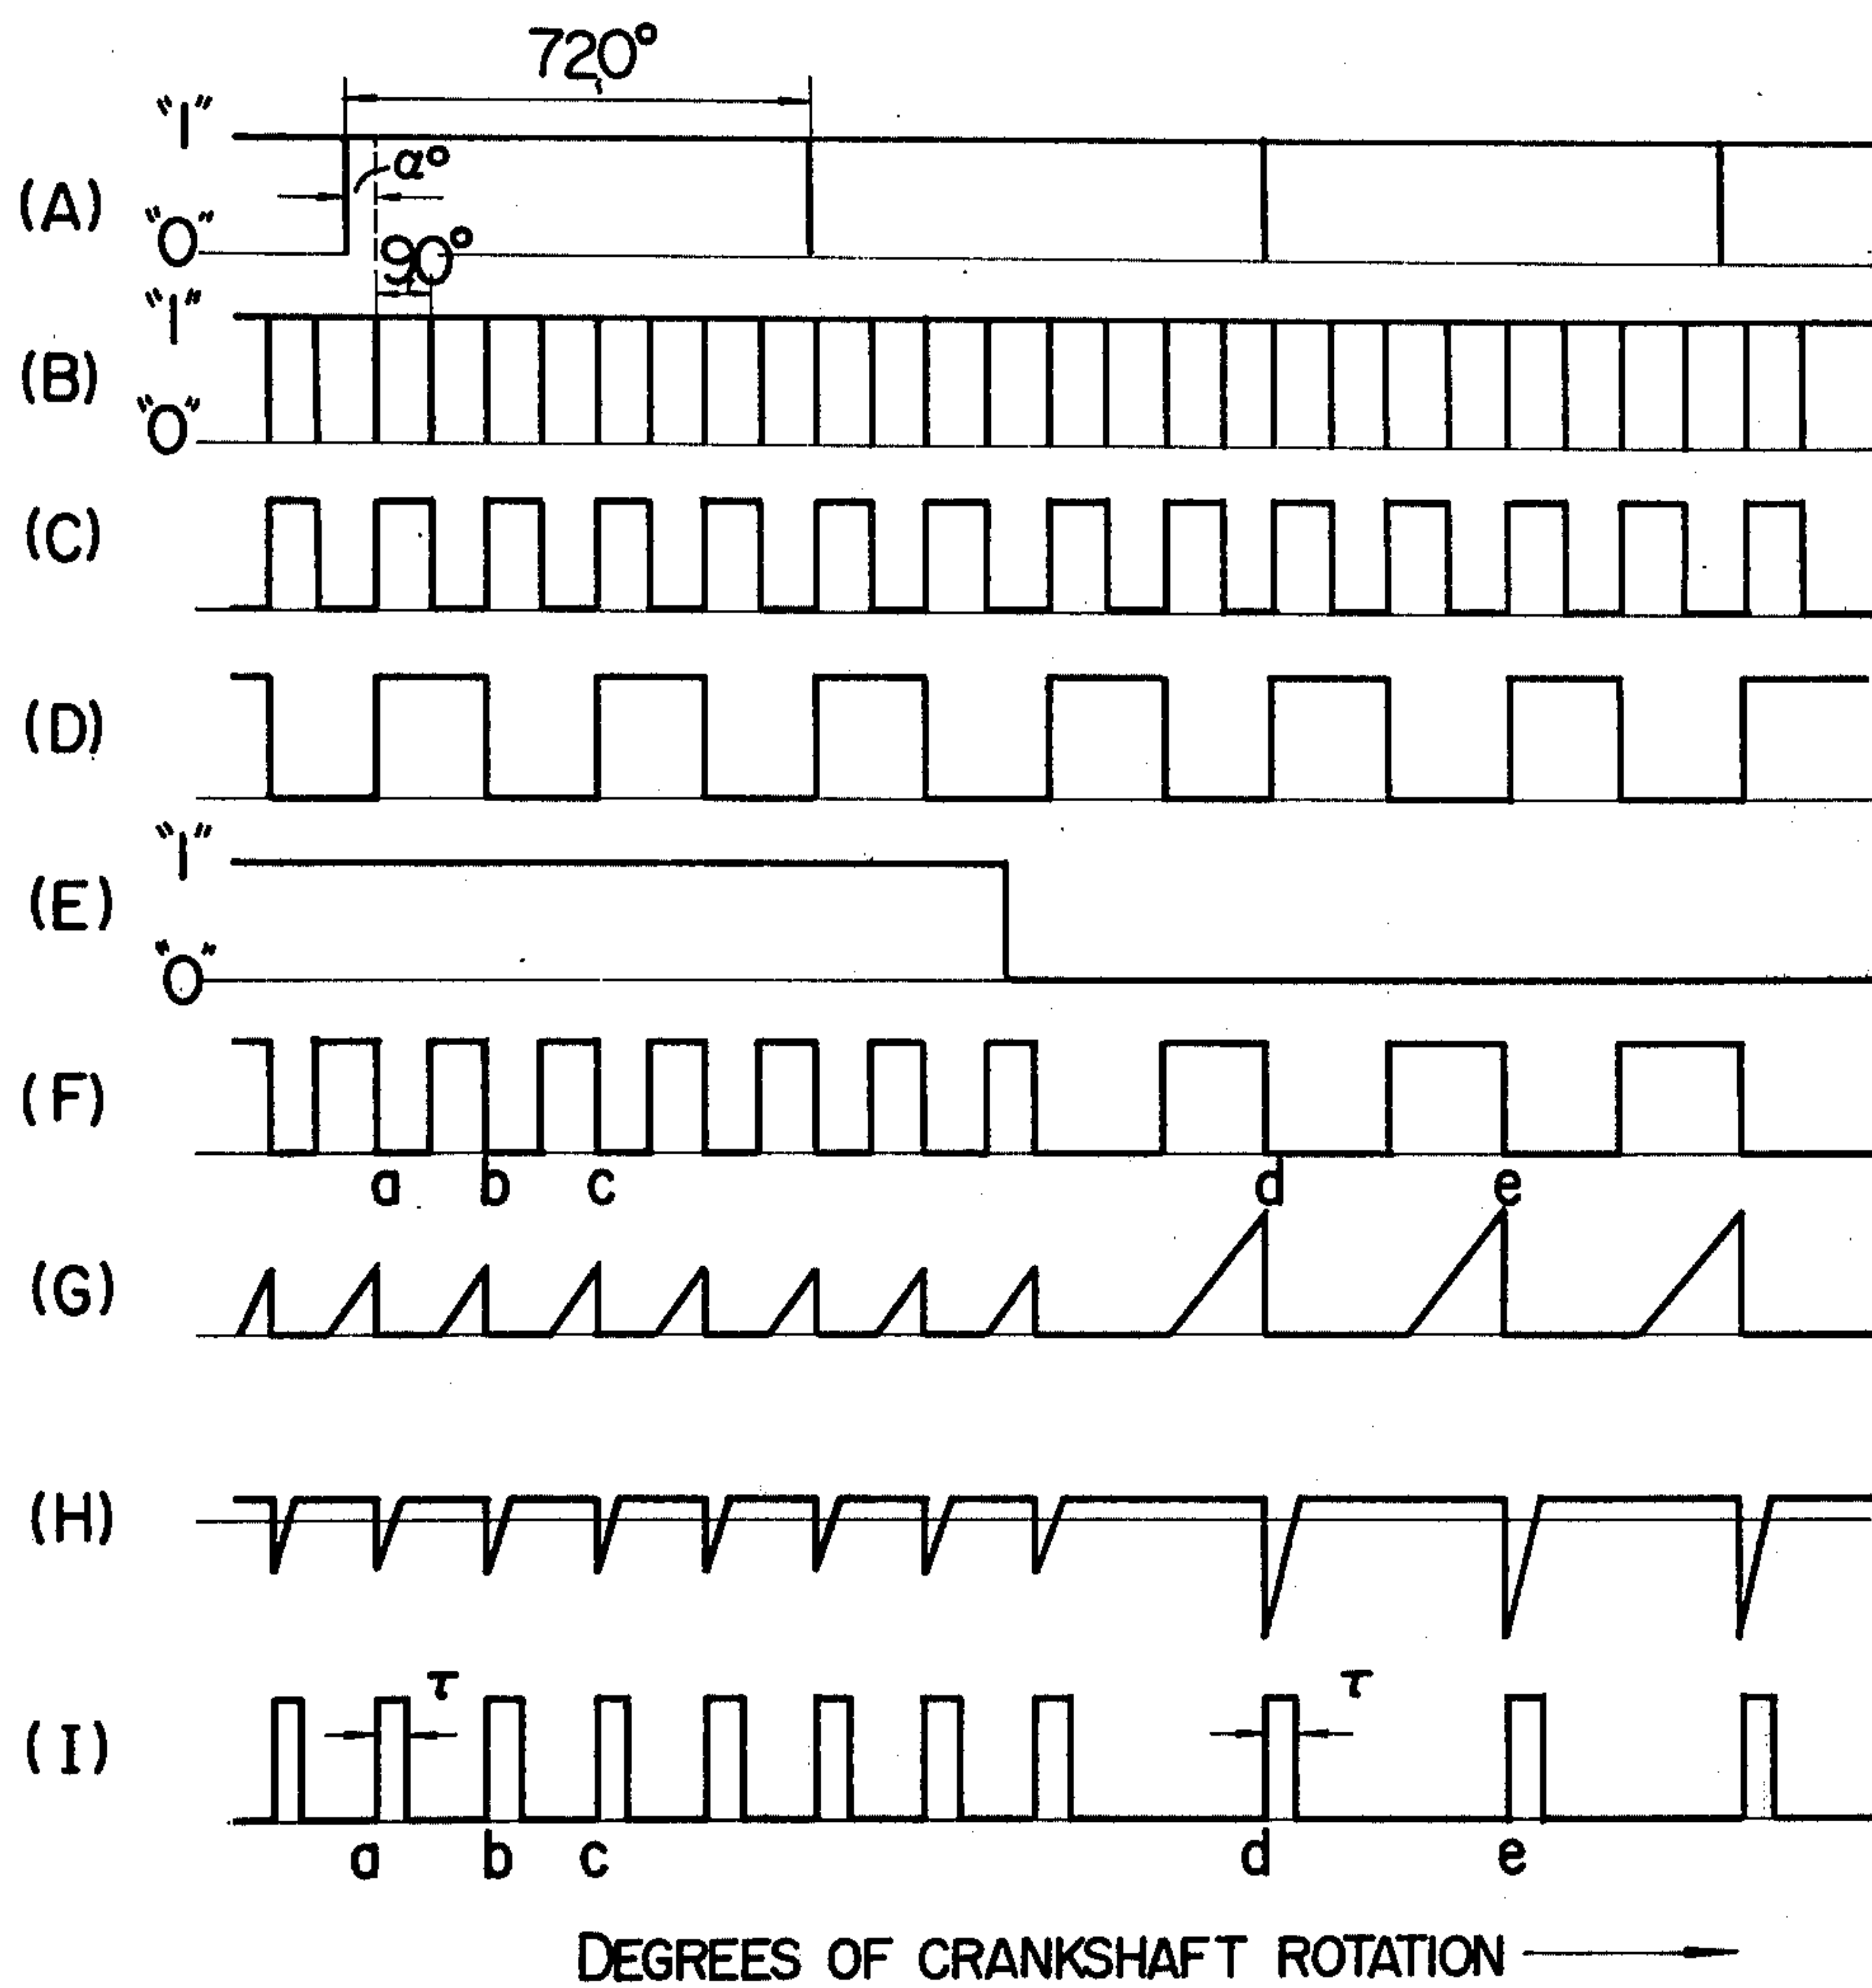 720°
"1"
α°
(A)
"0"
90°
"1"
(B)
"0"
(C)
(D)
"1"
(E)
"0"
(F)
a b c d e
(G)
(H)
τ τ
(I)
a b c d e
DEGREES OF CRANKSHAFT ROTATION